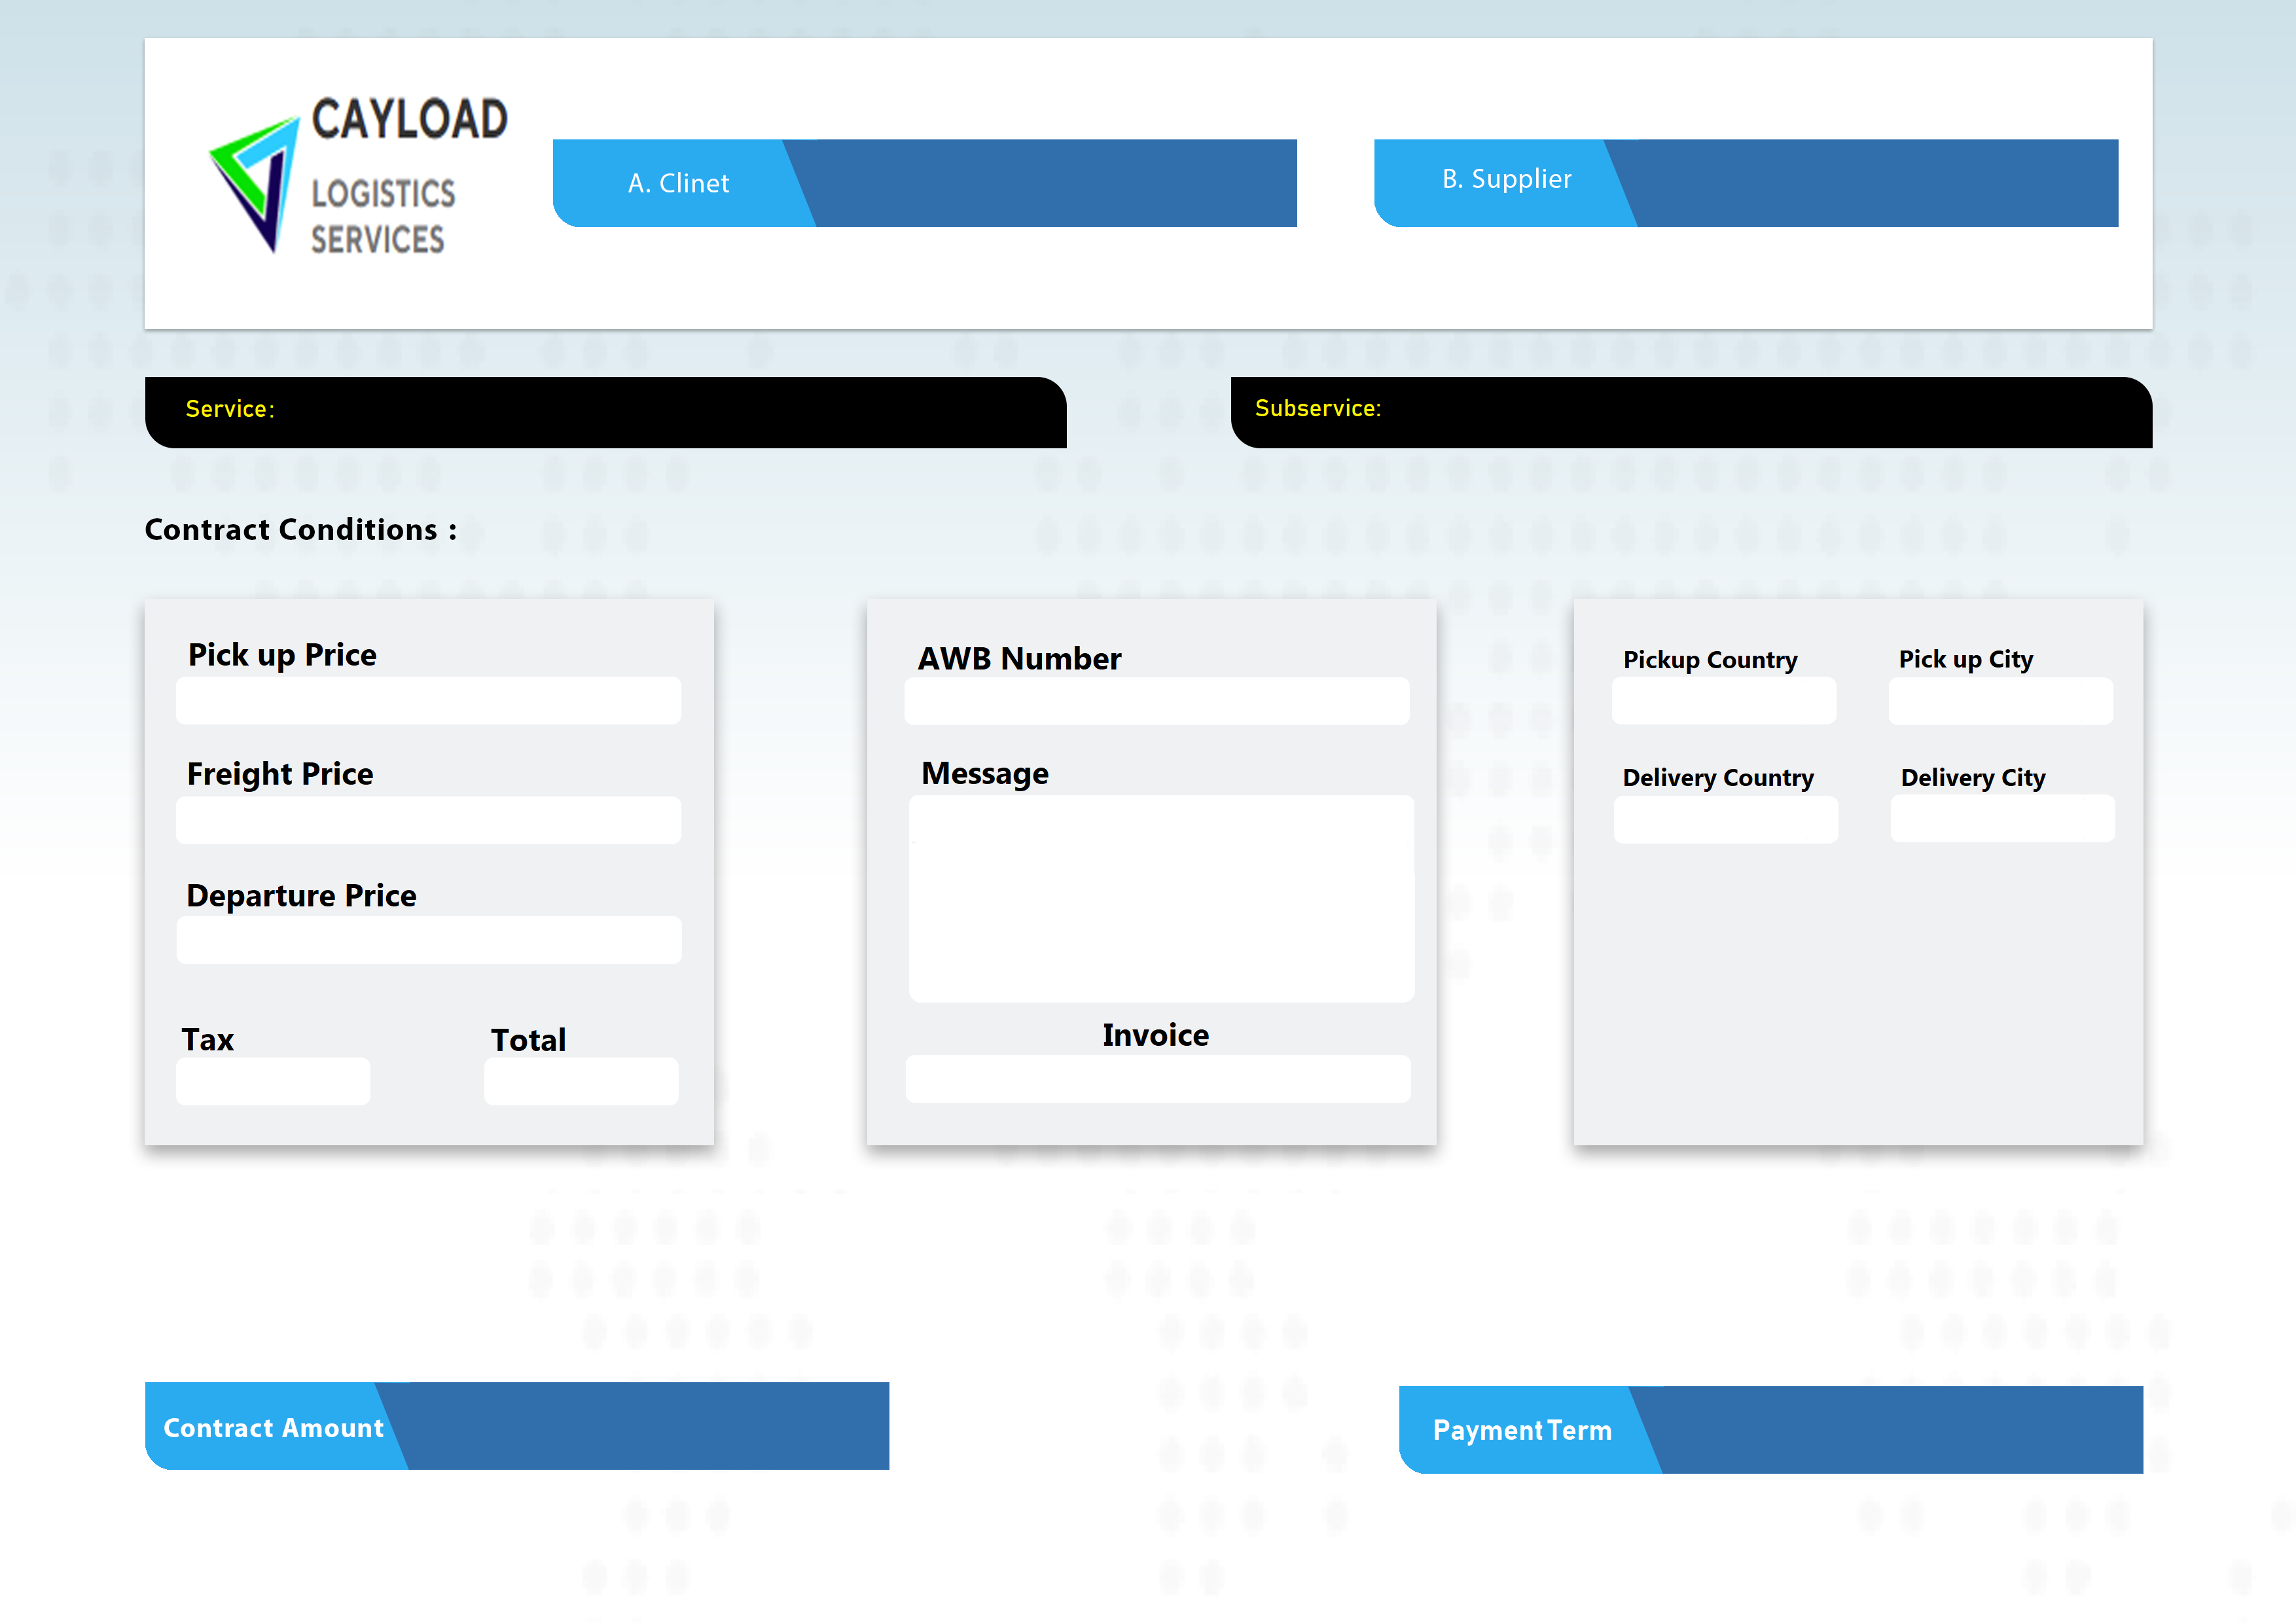 CAYLOAD
LOGISTICS
SERVICES
A. Clinet
B. Supplier
Service:
Subservice:
Contract Conditions :
Pick up Price
Freight Price
Departure Price
Tax
Total
AWB Number
Message
Invoice
Pickup Country
Pick up City
Delivery Country
Delivery City
Contract Amount
Payment Term